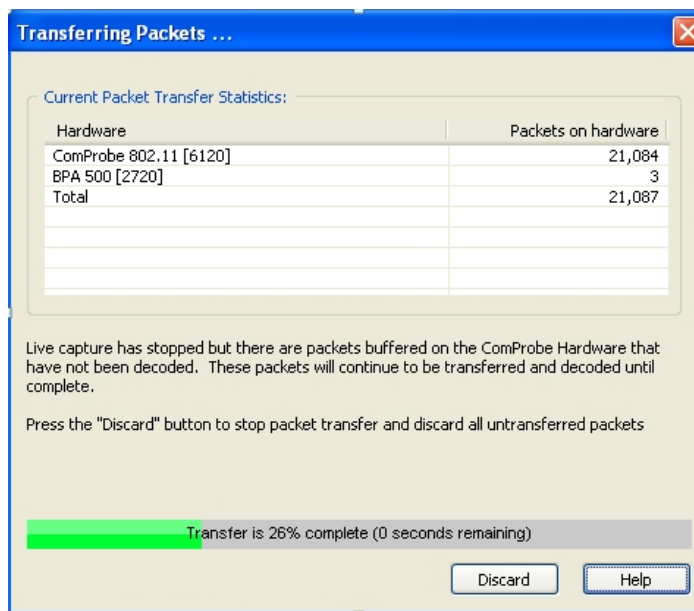 Transferring Packets ...
Current Packet Transfer Statistics:
Hardware Packets on hardware
ComProbe 802.11 [6120] 21,084
BPA 500 [2720] 3
Total 21,087
Live capture has stopped but there are packets buffered on the ComProbe Hardware that
have not been decoded. These packets will continue to be transferred and decoded until
complete.
Press the "Discard" button to stop packet transfer and discard all untransferred packets
Transfer is 26% complete (0 seconds remaining)
Discard Help